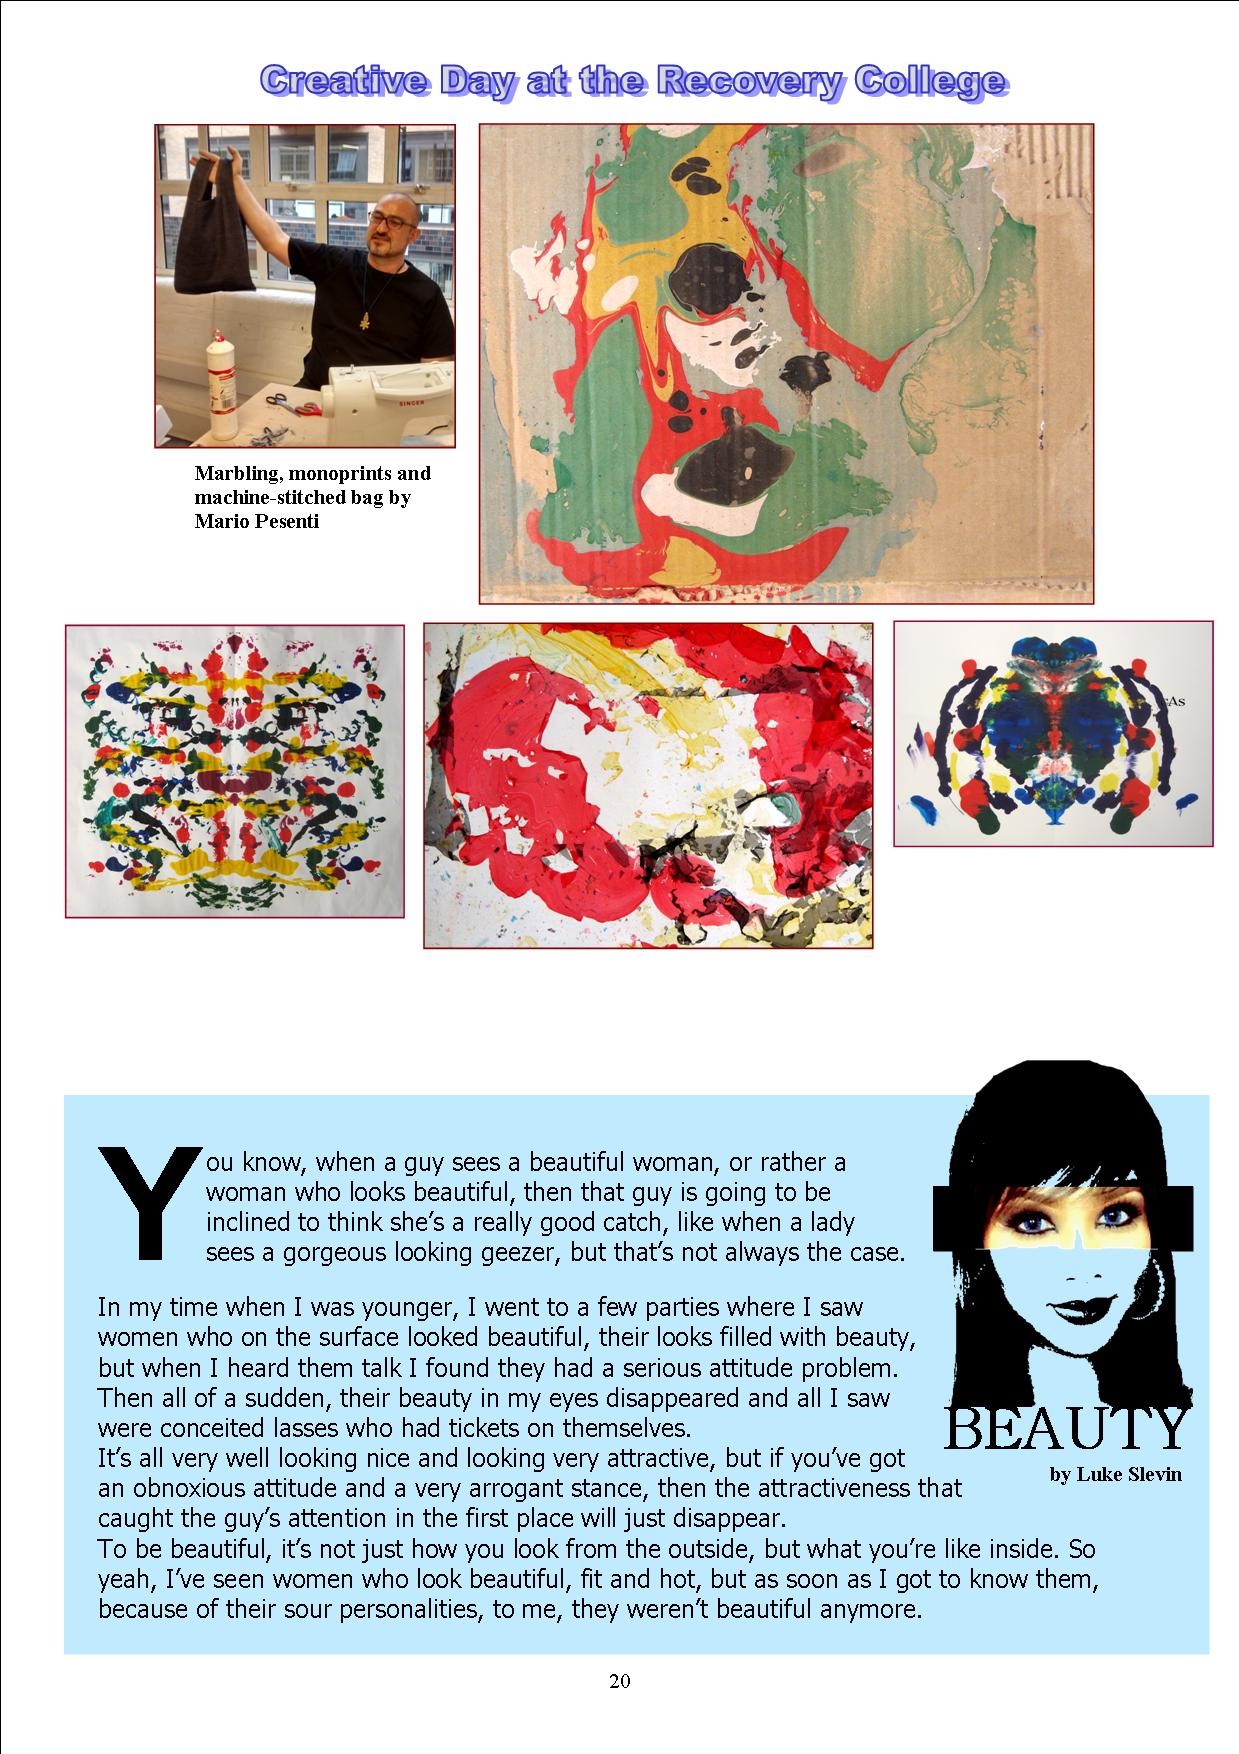 Creative Day at the Recovery College
SINGER
Marbling, monoprints and
machine-stitched bag by
Mario Pesenti
You know, when a guy sees a beautiful woman, or rather a
woman who looks beautiful, then that guy is going to be
inclined to think she’s a really good catch, like when a lady
sees a gorgeous looking geezer, but that’s not always the case.
In my time when I was younger, I went to a few parties where I saw
women who on the surface looked beautiful, their looks filled with beauty,
but when I heard them talk I found they had a serious attitude problem.
Then all of a sudden, their beauty in my eyes disappeared and all I saw
were conceited lasses who had tickets on themselves.
It’s all very well looking nice and looking very attractive, but if you’ve got
an obnoxious attitude and a very arrogant stance, then the attractiveness that
caught the guy’s attention in the first place will just disappear.
To be beautiful, it’s not just how you look from the outside, but what you’re like inside. So
yeah, I’ve seen women who look beautiful, fit and hot, but as soon as I got to know them,
because of their sour personalities, to me, they weren’t beautiful anymore.
BEAUTY
by Luke Slevin
20